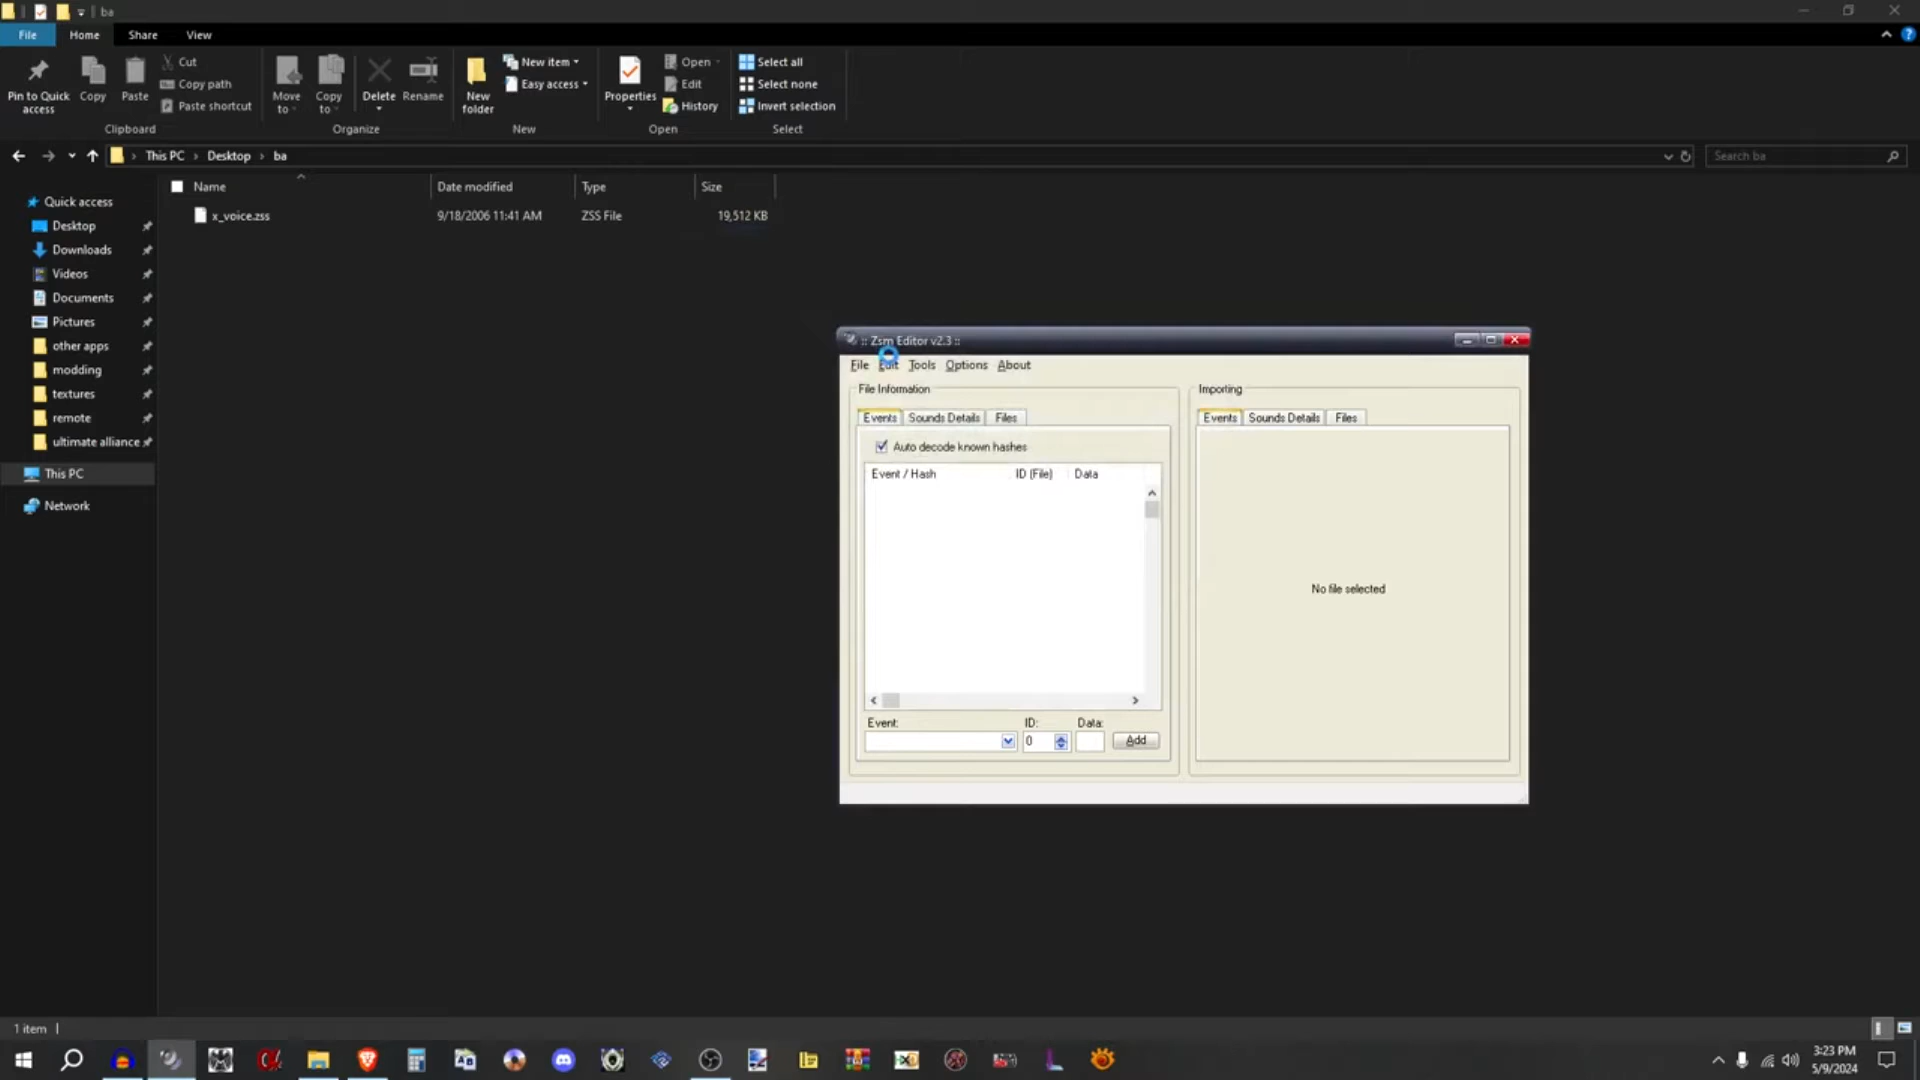 ba
File Home Share View
Pin to Quick access
Copy
Paste
Cut
Copy path
Paste shortcut
Clipboard
Move to
Copy to
Delete
Rename
Organize
New folder
New item
Easy access
New
Properties
Open
Edit
History
Open
Select all
Select none
Invert selection
Select
This PC > Desktop > ba
Search ba
Name Date modified Type Size
x_voice.zss 9/18/2006 11:41 AM ZSS File 19,512 KB
Quick access
Desktop
Downloads
Videos
Documents
Pictures
other apps
modding
textures
remote
ultimate alliance
This PC
Network
:: Zsm Editor v2.3 ::
File Edit Tools Options About
File Information
Events Sounds Details Files
Auto decode known hashes
Event / Hash ID (File) Data
Event: ID: Data:
0 Add
Importing
Events Sounds Details Files
No file selected
1 item
3:23 PM
5/9/2024